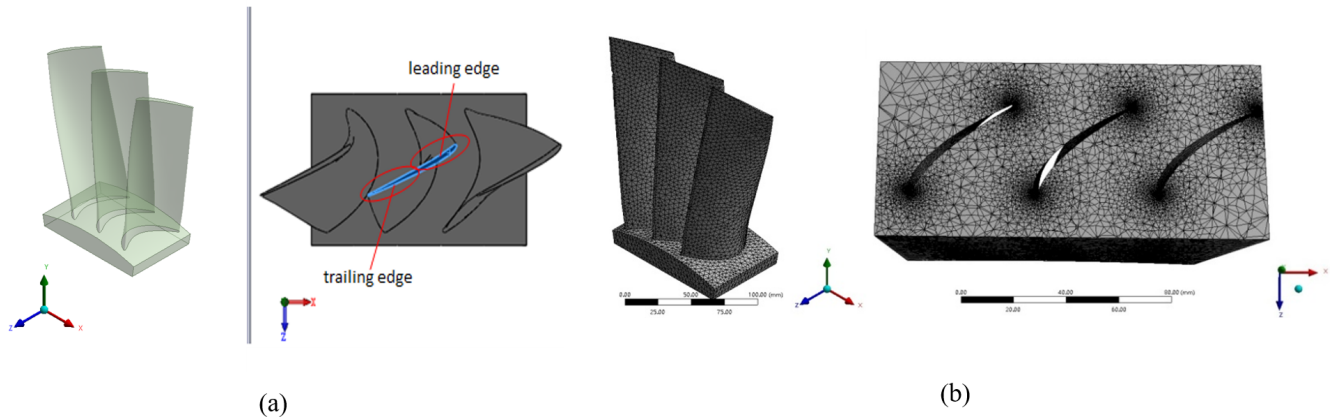 Y
Z
X
leading edge
trailing edge
X
Z
0.00
50.00
100.00 (mm)
25.00
75.00
Y
Z
X
0.00
40.00
80.00 (mm)
20.00
60.00
X
Z
(a)
(b)